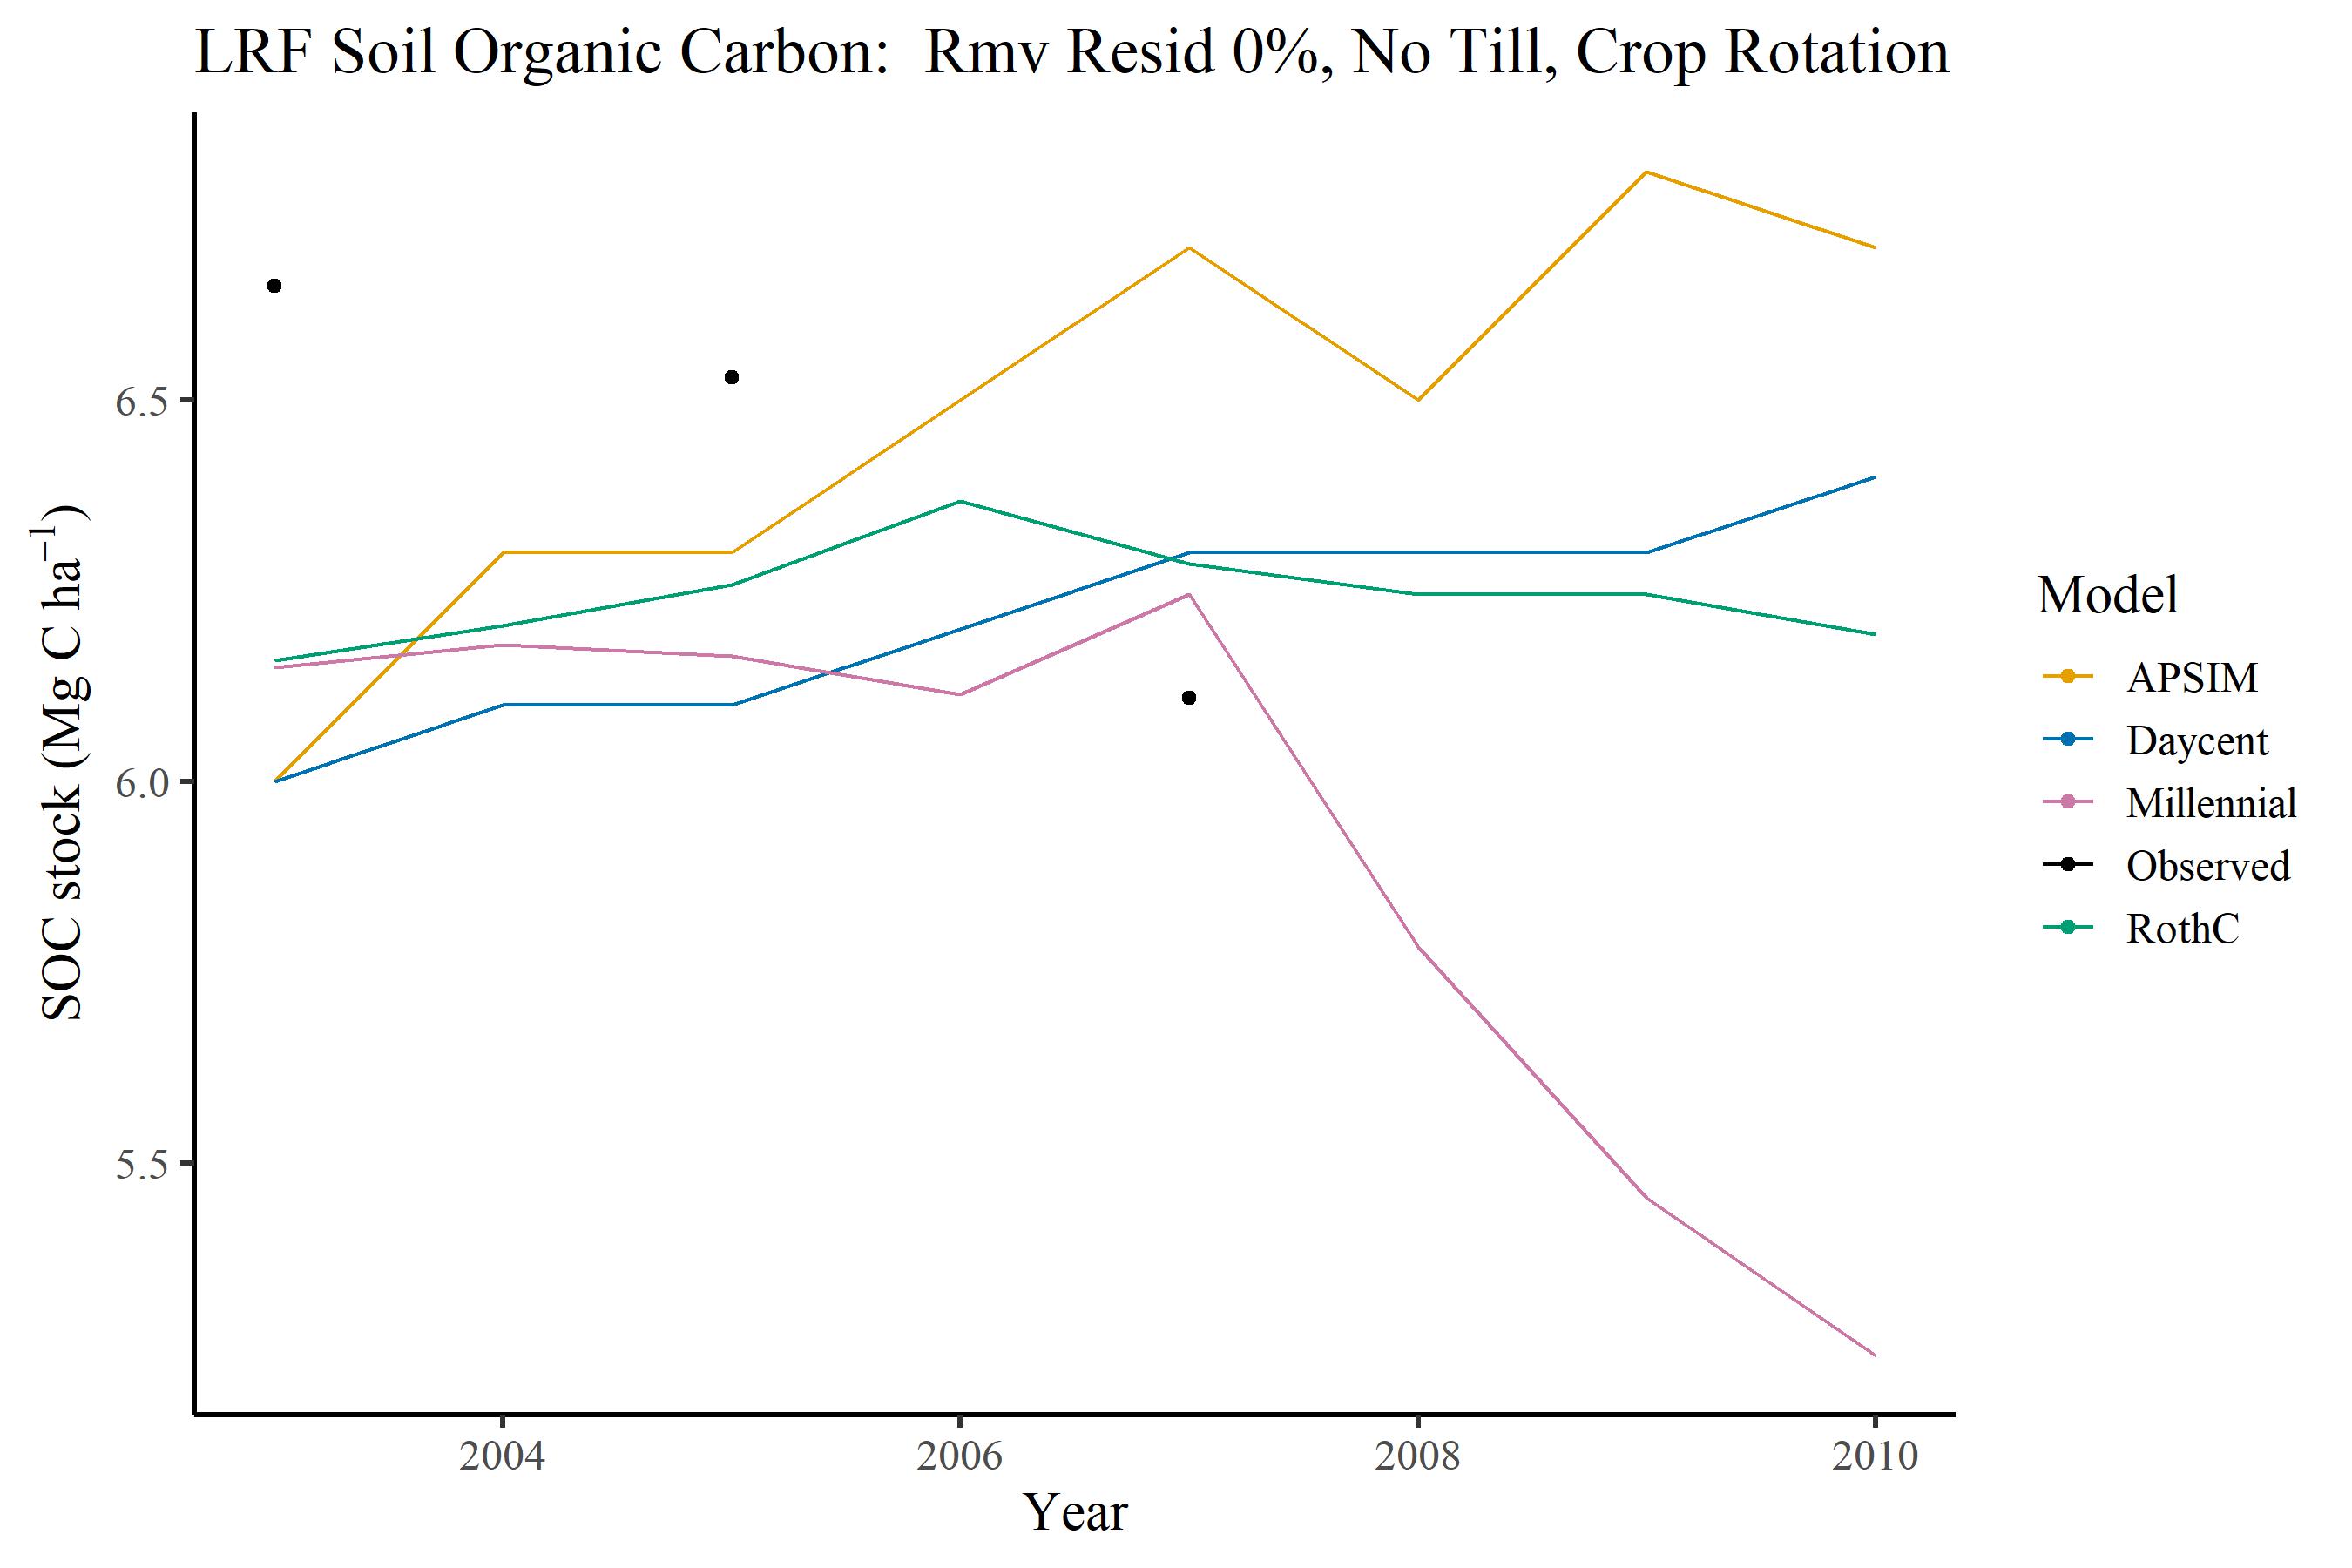 LRF Soil Organic Carbon:  Rmv Resid 0%, No Till, Crop Rotation
SOC stock (Mg C ha⁻¹)
6.5
6.0
5.5
2004
2006
2008
2010
Year
Model
APSIM
Daycent
Millennial
Observed
RothC